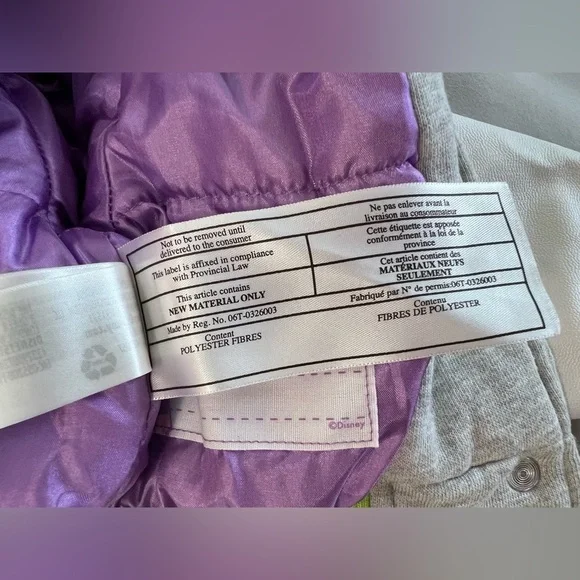 Not to be removed until
delivered to the consumer
This label is affixed in compliance
with Provincial Law
This article contains
NEW MATERIAL ONLY
Made by Reg. No. 06T-0326003
Content
POLYESTER FIBRES
Ne pas enlever avant la
livraison au consommateur
Cette étiquette est apposée
conformément à la loi de la
province
Cet article contient des
MATÉRIAUX NEUFS
SEULEMENT
Fabriqué par N° de permis:06T-0326003
Contenu
FIBRES DE POLYESTER
©Disney